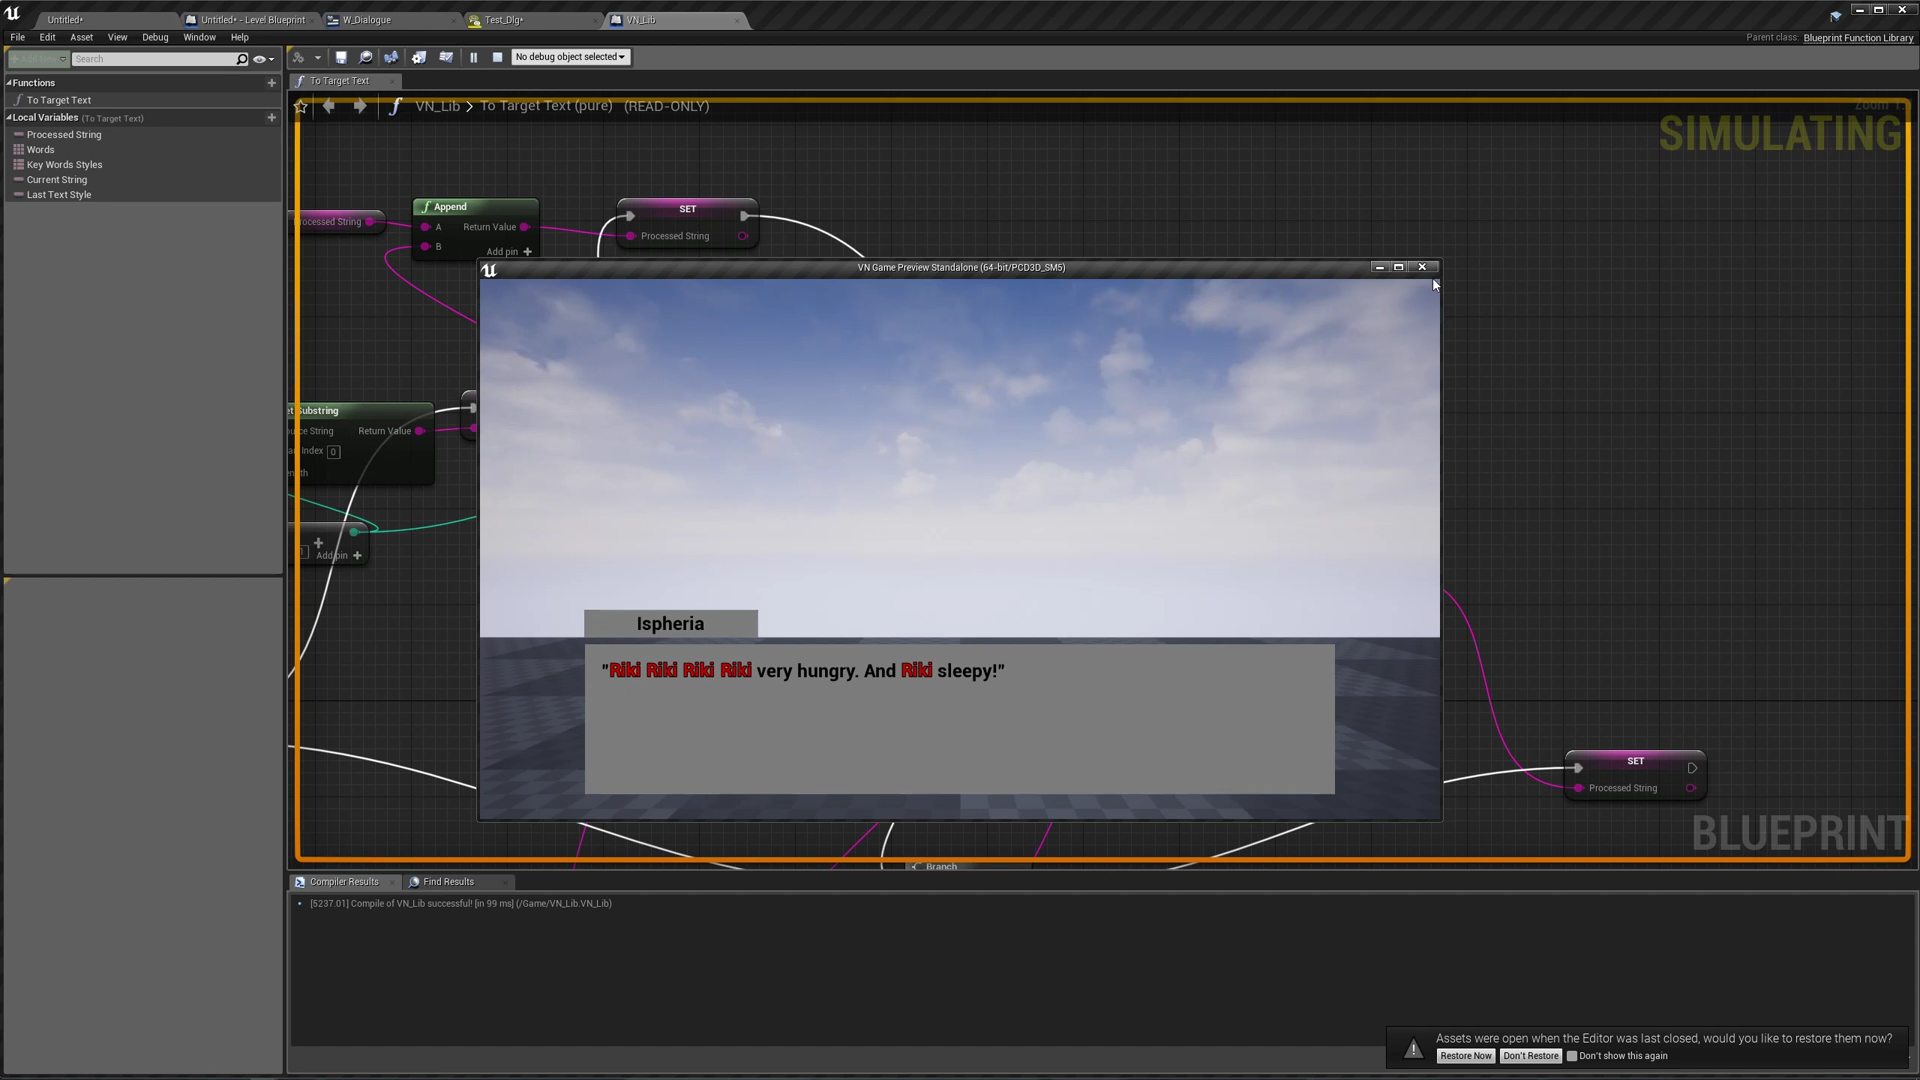 Untitled*
Untitled* - Level Blueprint
W_Dialogue
Test_Dlg*
VN_Lib
File Edit Asset View Debug Window Help
Parent class: Blueprint Function Library
Search
No debug object selected
Functions
To Target Text
Local Variables (To Target Text)
Processed String
Words
Key Words Styles
Current String
Last Text Style
To Target Text
VN_Lib > To Target Text (pure) (READ-ONLY)
SIMULATING
Processed String
Append
A Return Value
B
Add pin +
SET
Processed String
VN Game Preview Standalone (64-bit/PCD3D_SM5)
Substring
String Return Value
Index 0
Add pin +
Ispheria
"Riki Riki Riki Riki very hungry. And Riki sleepy!"
SET
Processed String
BLUEPRINT
Branch
Compiler Results
Find Results
[5237.01] Compile of VN_Lib successful! [in 99 ms] (/Game/VN_Lib.VN_Lib)
Assets were open when the Editor was last closed, would you like to restore them now?
Restore Now Don't Restore Don't show this again